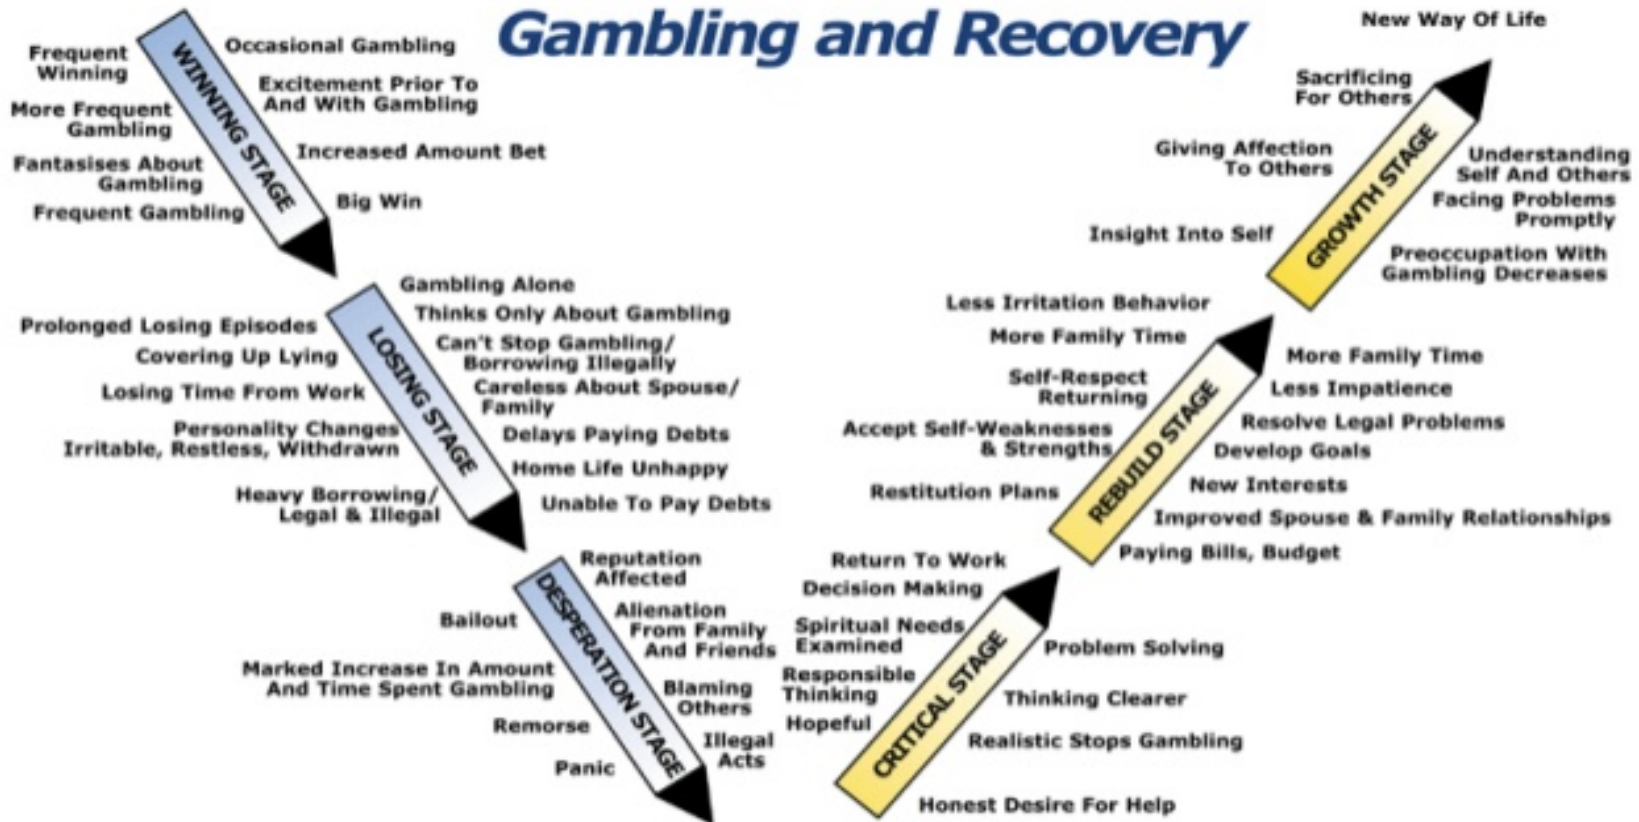 Gambling and Recovery
WINNING STAGE
Frequent
Winning
More Frequent
Gambling
Fantasises About
Gambling
Frequent Gambling
Occasional Gambling
Excitement Prior To
And With Gambling
Increased Amount Bet
Big Win
LOSING STAGE
Prolonged Losing Episodes
Covering Up Lying
Losing Time From Work
Personality Changes
Irritable, Restless, Withdrawn
Heavy Borrowing/
Legal & Illegal
Gambling Alone
Thinks Only About Gambling
Can't Stop Gambling/
Borrowing Illegally
Careless About Spouse/
Family
Delays Paying Debts
Home Life Unhappy
Unable To Pay Debts
DESPERATION STAGE
Bailout
Marked Increase In Amount
And Time Spent Gambling
Remorse
Panic
Reputation
Affected
Alienation
From Family
And Friends
Blaming
Others
Illegal
Acts
CRITICAL STAGE
Return To Work
Decision Making
Spiritual Needs
Examined
Responsible
Thinking
Hopeful
Problem Solving
Thinking Clearer
Realistic Stops Gambling
Honest Desire For Help
REBUILD STAGE
Less Irritation Behavior
More Family Time
Self-Respect
Returning
Accept Self-Weaknesses
& Strengths
Restitution Plans
More Family Time
Less Impatience
Resolve Legal Problems
Develop Goals
New Interests
Improved Spouse & Family Relationships
Paying Bills, Budget
GROWTH STAGE
New Way Of Life
Sacrificing
For Others
Giving Affection
To Others
Insight Into Self
Understanding
Self And Others
Facing Problems
Promptly
Preoccupation With
Gambling Decreases